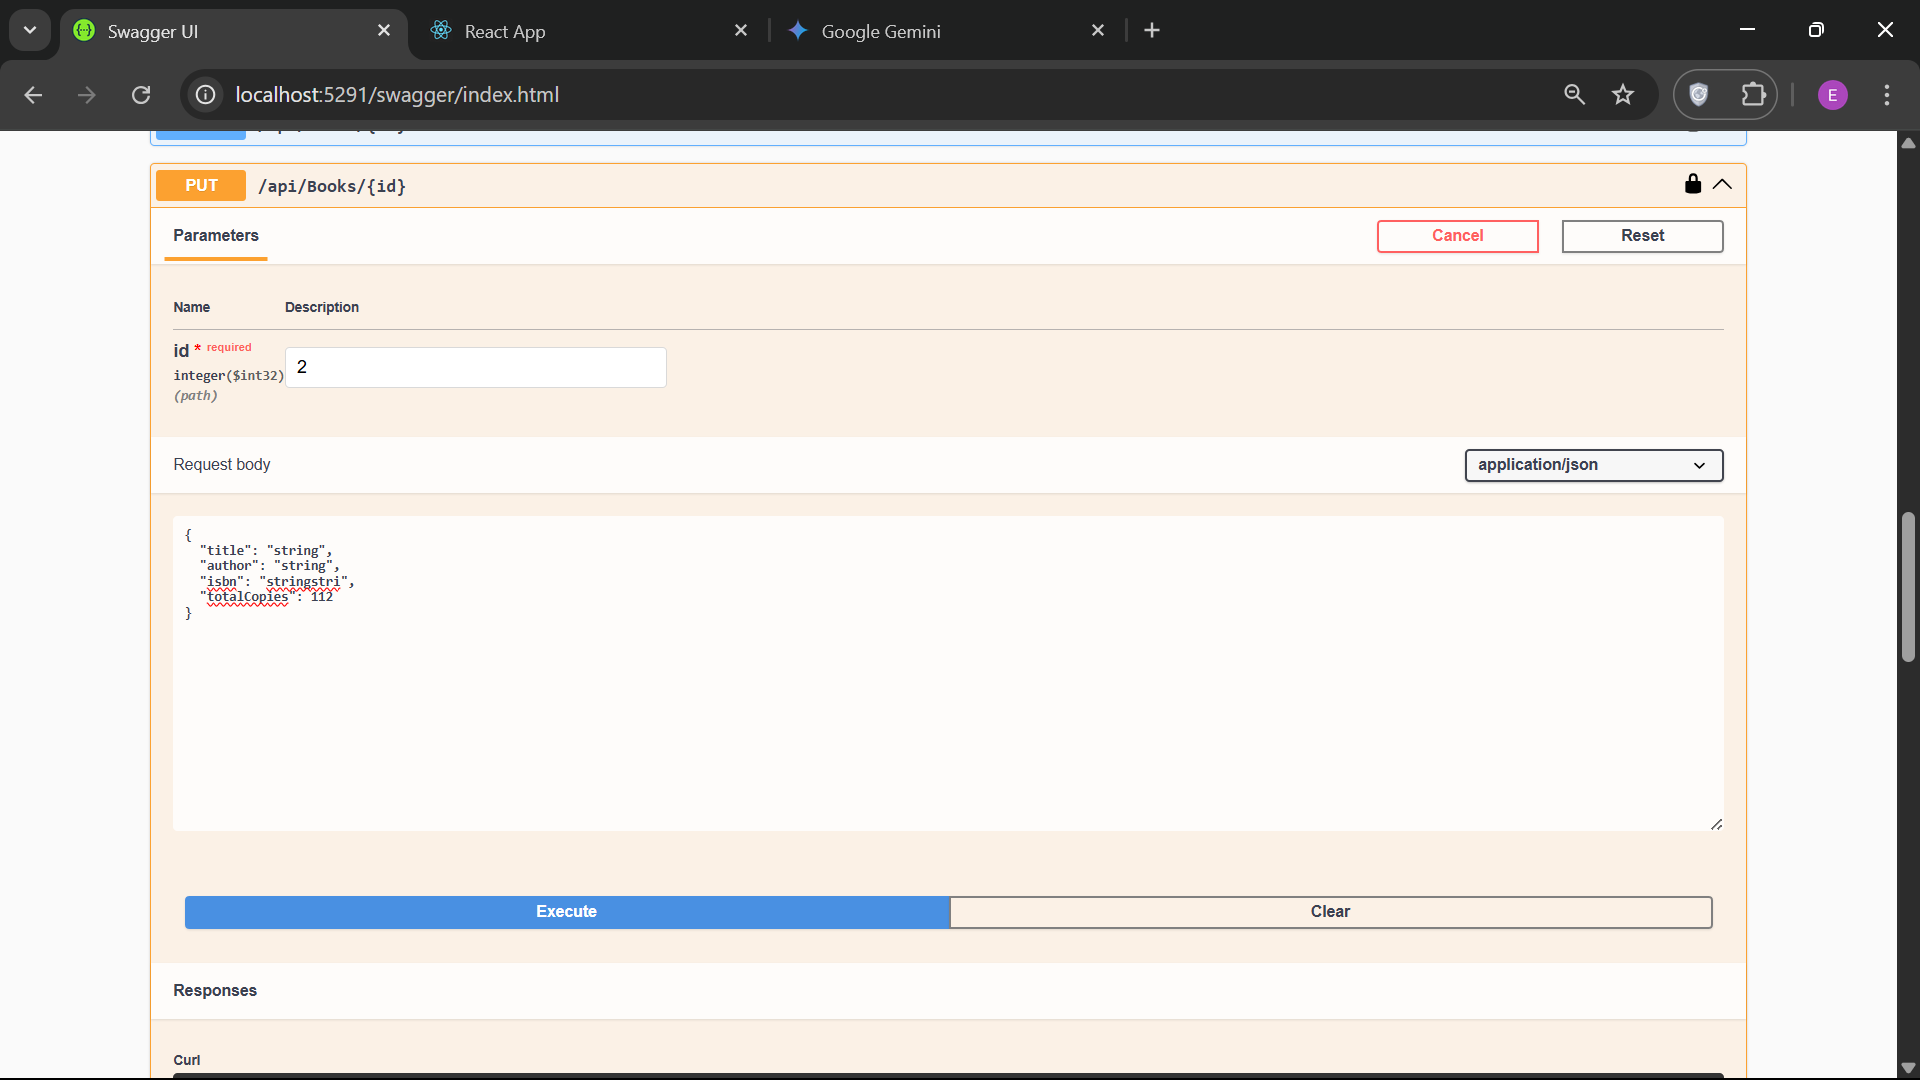 Swagger UI
React App
Google Gemini
localhost:5291/swagger/index.html
E
PUT /api/Books/{id}
Parameters
Cancel
Reset
Name Description
id * required
integer($int32)
(path)
2
Request body
application/json
{
"title": "string",
"author": "string",
"isbn": "stringstri",
"totalCopies": 112
}
Execute
Clear
Responses
Curl